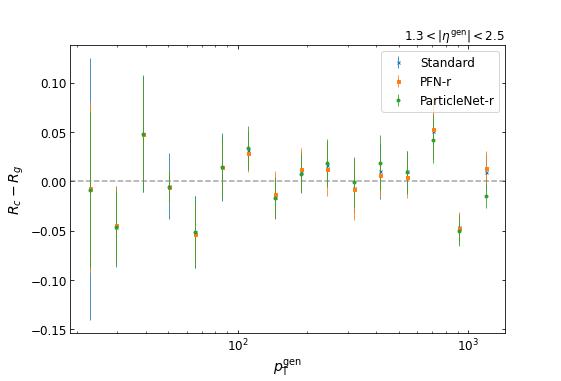 1.3 < |η^gen| < 2.5
Standard
PFN-r
ParticleNet-r
0.10
0.05
0.00
−0.05
−0.10
−0.15
R_c − R_g
10^2
10^3
p_T^gen